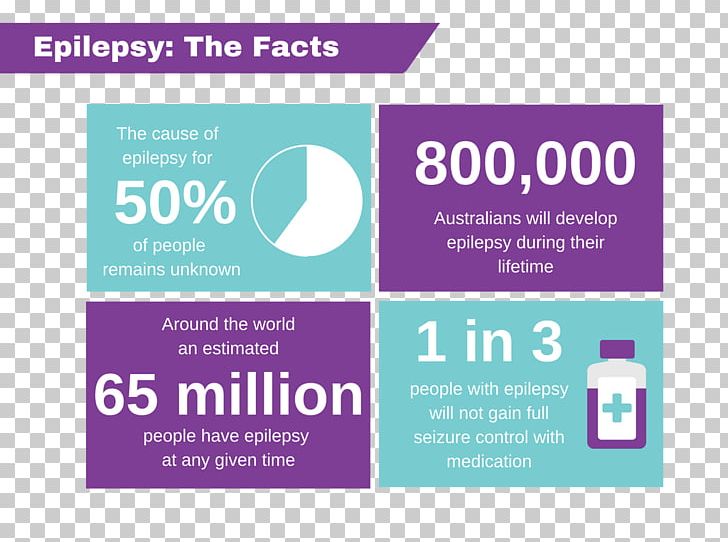 Epilepsy: The Facts
The cause of
epilepsy for
50%
of people
remains unknown
800,000
Australians will develop
epilepsy during their
lifetime
Around the world
an estimated
65 million
people have epilepsy
at any given time
1 in 3
people with epilepsy
will not gain full
seizure control with
medication